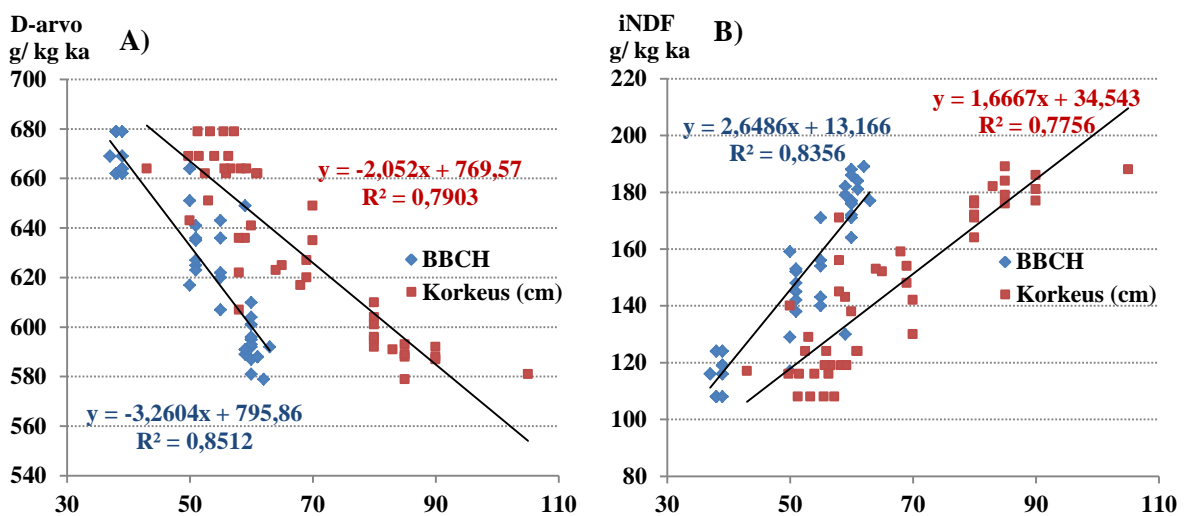 D-arvo
g/ kg ka
A)
700
680
660
640
620
600
580
560
540
30
50
70
90
110
y = -2,052x + 769,57
R² = 0,7903
BBCH
Korkeus (cm)
y = -3,2604x + 795,86
R² = 0,8512
iNDF
g/ kg ka
B)
220
200
180
160
140
120
100
80
30
50
70
90
110
y = 1,6667x + 34,543
R² = 0,7756
y = 2,6486x + 13,166
R² = 0,8356
BBCH
Korkeus (cm)